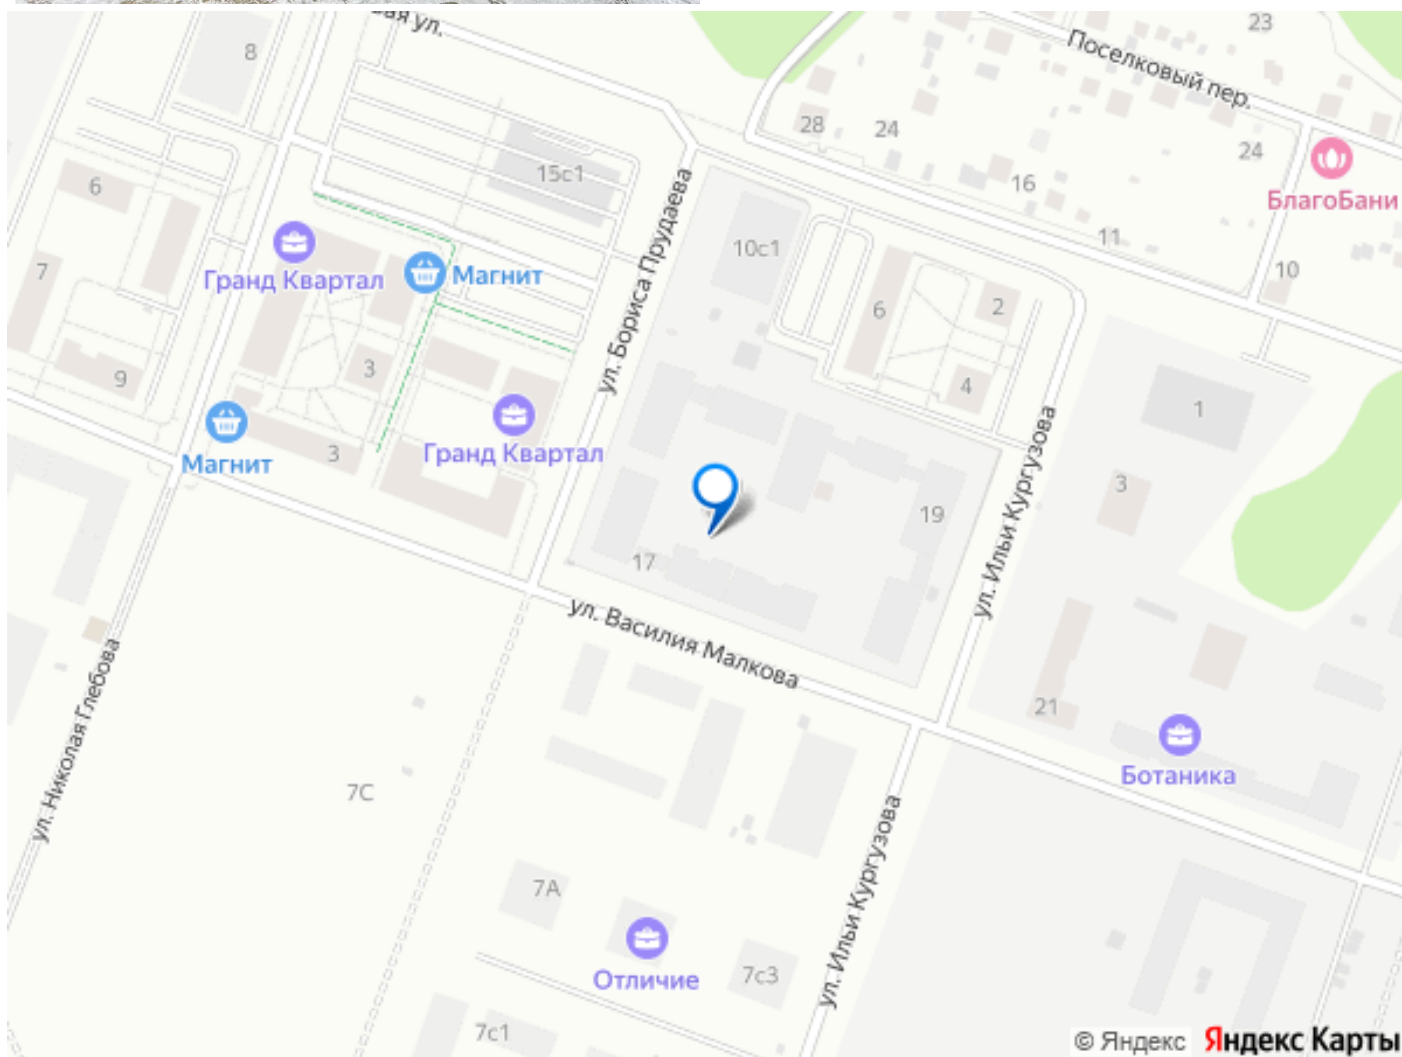 вая ул.
8
23
Поселковый пер.
28
24
24
15с1
6
16
БлагоБани
11
10с1
10
7
Гранд Квартал
Магнит
ул. Бориса Прудаева
6
2
3
9
4
1
Магнит
3
Гранд Квартал
3
19
ул. Ильи Кургузова
17
ул. Василия Малкова
ул. Николая Глебова
21
Ботаника
7С
ул. Ильи Кургузова
7А
Отличие
7с3
7с1
© Яндекс Яндекс Карты